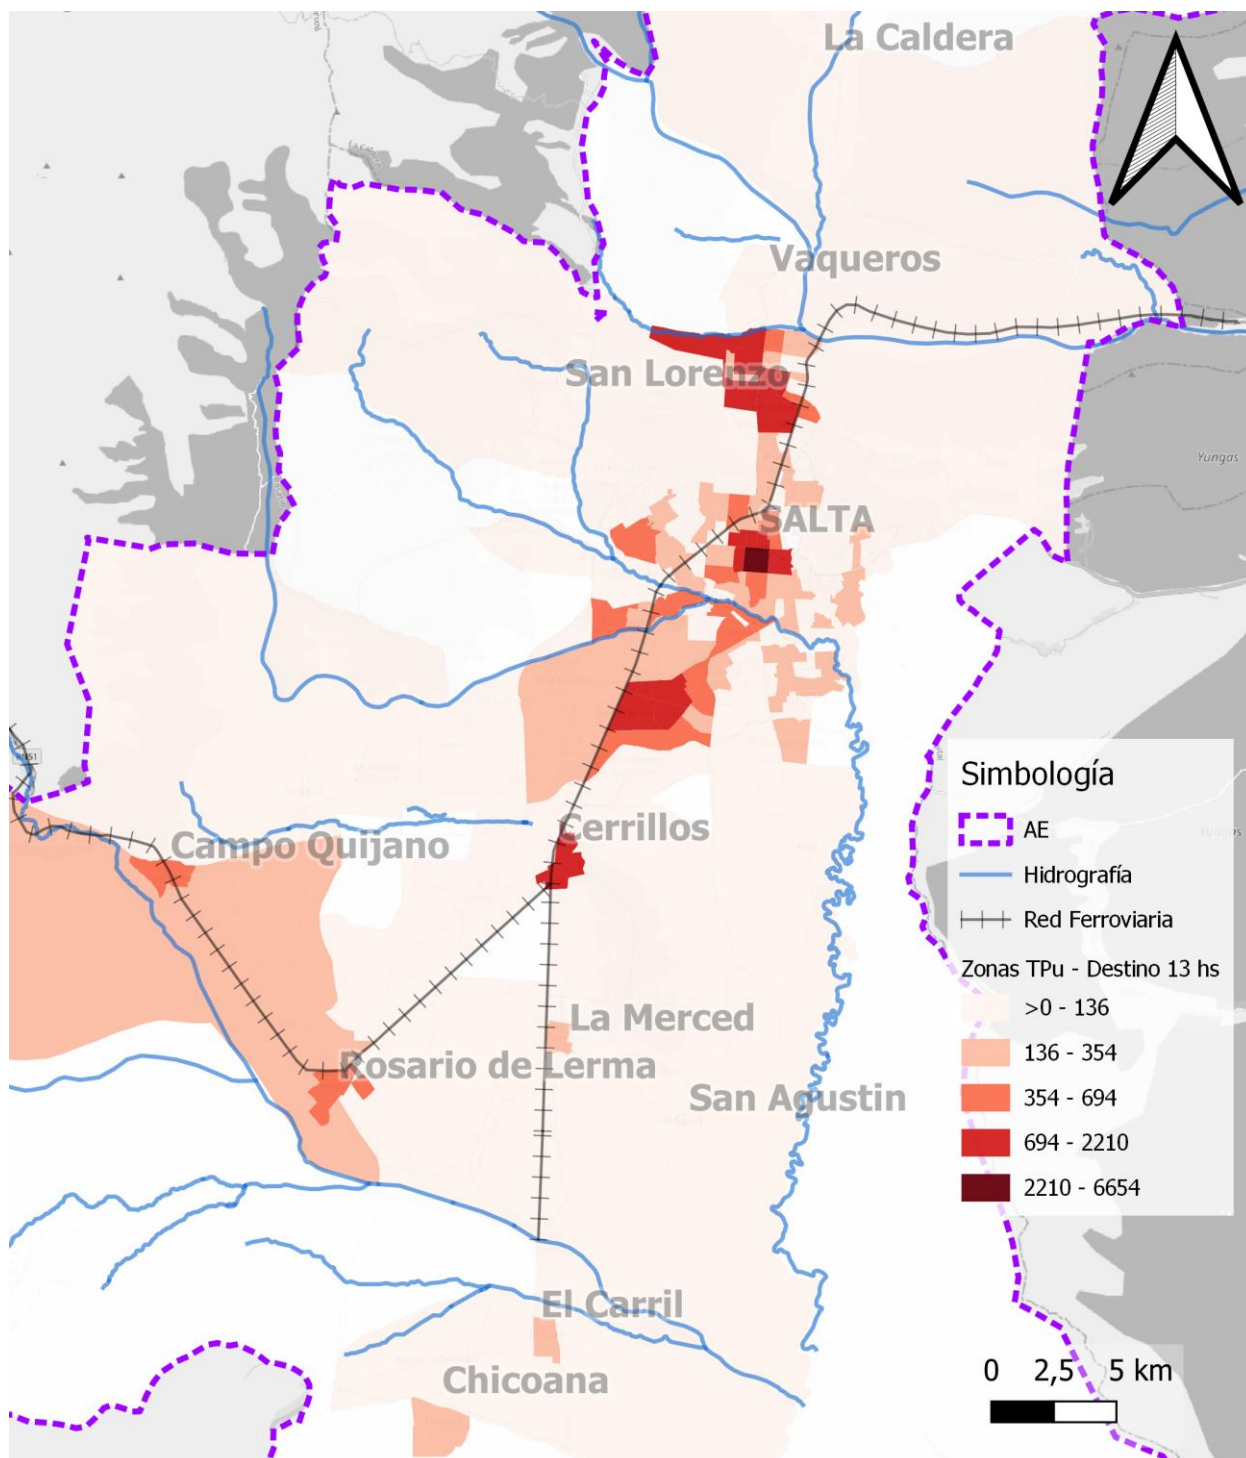 La Caldera
Vaqueros
San Lorenzo
Yungas
SALTA
RN51
Simbología
AE
Hidrografía
Red Ferroviaria
Zonas TPu - Destino 13 hs
>0 - 136
136 - 354
354 - 694
694 - 2210
2210 - 6654
Yungas
Cerrillos
Campo Quijano
La Merced
Rosario de Lerma
San Agustin
El Carril
Chicoana
0 2,5 5 km